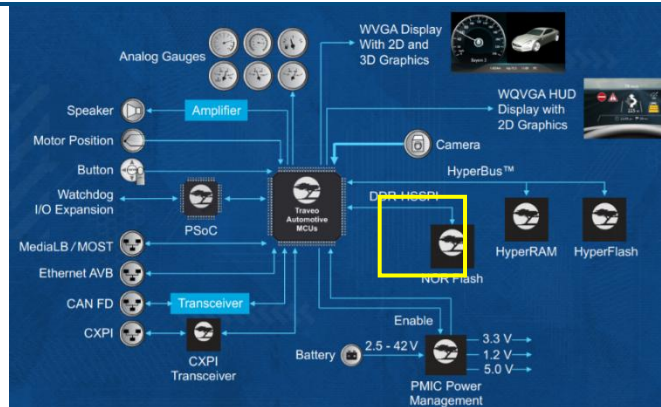 WVGA Display
With 2D and
3D Graphics
Analog Gauges
WQVGA HUD
Display with
2D Graphics
Speaker
Amplifier
Motor Position
Camera
Button
HyperBus™
DDR-HSSPI
Watchdog
I/O Expansion
PSoC
Traveo
Automotive
MCUs
HyperRAM
HyperFlash
NOR Flash
MediaLB / MOST
Ethernet AVB
CAN FD
Transceiver
CXPI
CXPI
Transceiver
Enable
Battery
2.5 - 42 V
3.3 V
1.2 V
5.0 V
PMIC Power
Management